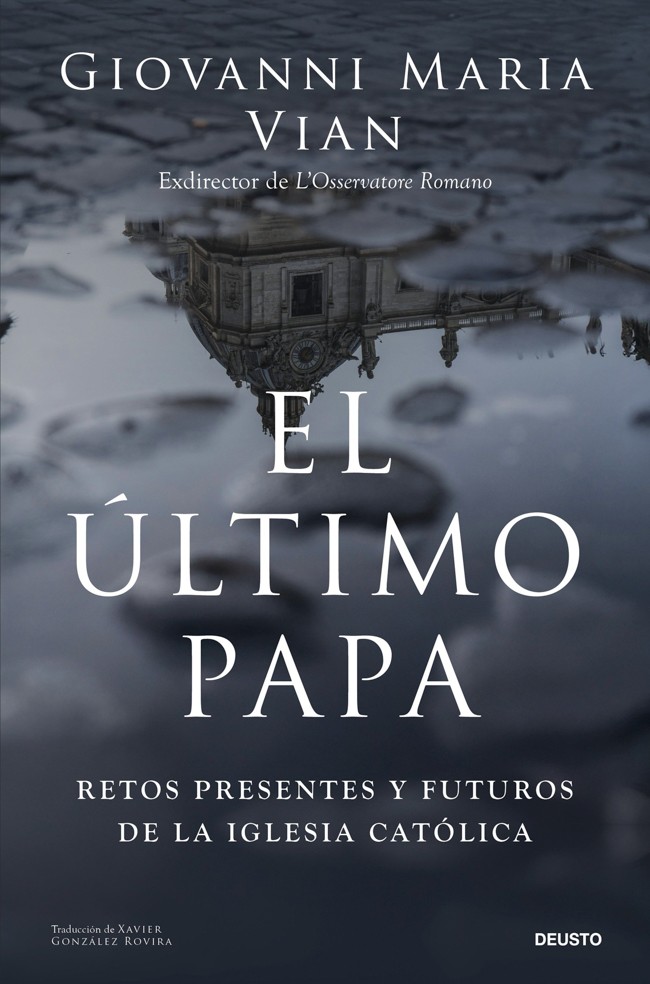 GIOVANNI MARIA
VIAN
Exdirector de L'Osservatore Romano
EL
ÚLTIMO
PAPA
RETOS PRESENTES Y FUTUROS
DE LA IGLESIA CATÓLICA
Traducción de XAVIER
GONZÁLEZ ROVIRA
DEUSTO